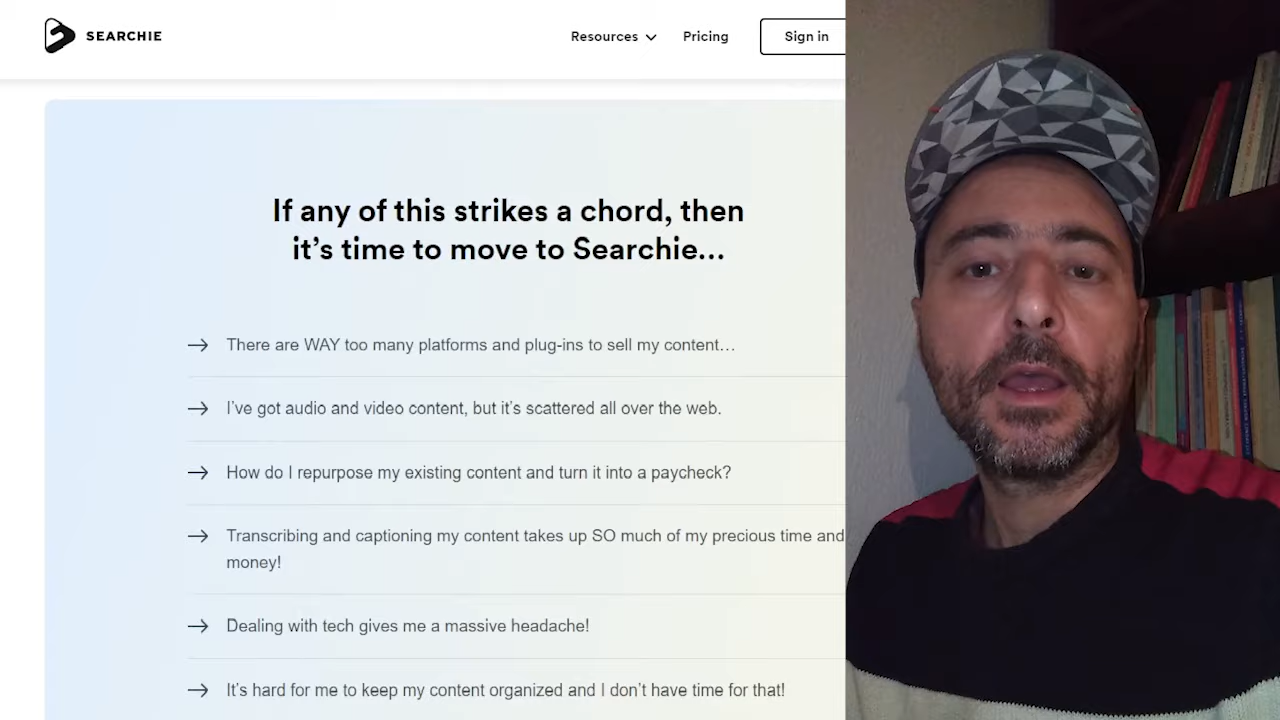 SEARCHIE
Resources
Pricing
Sign in
If any of this strikes a chord, then
it’s time to move to Searchie...
There are WAY too many platforms and plug-ins to sell my content…
I’ve got audio and video content, but it’s scattered all over the web.
How do I repurpose my existing content and turn it into a paycheck?
Transcribing and captioning my content takes up SO much of my precious time and
money!
Dealing with tech gives me a massive headache!
It’s hard for me to keep my content organized and I don’t have time for that!